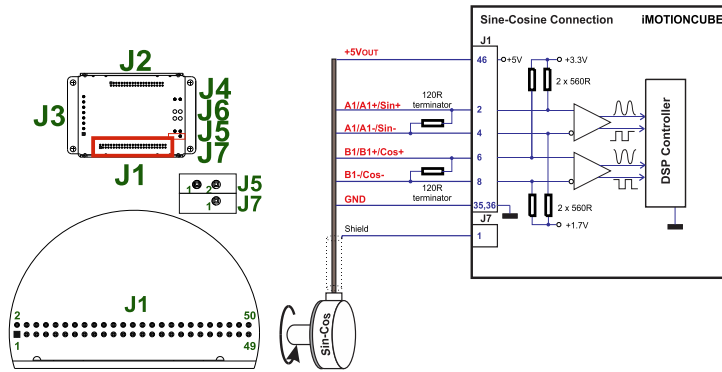 Sine-Cosine Connection
iMOTIONCUBE
J2
J3
J4
J6
J5
J7
J1
1 2 J5
1 J7
J1
2
50
1
49
+5VOUT
A1/A1+/Sin+
A1/A1-/Sin-
B1/B1+/Cos+
B1-/Cos-
GND
Shield
120R
terminator
120R
terminator
J1
46
2
4
6
8
35,36
J7
1
+5V
+3.3V
2 x 560R
2 x 560R
+1.7V
DSP Controller
Sin-Cos